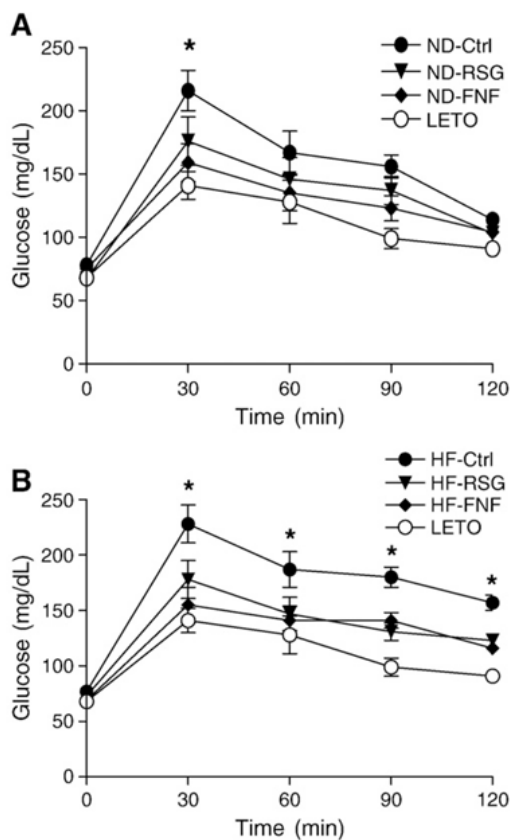 A
250
200
150
100
50
0
Glucose (mg/dL)
*
ND-Ctrl
ND-RSG
ND-FNF
LETO
0 30 60 90 120
Time (min)
B
250
200
150
100
50
0
Glucose (mg/dL)
* * * *
HF-Ctrl
HF-RSG
HF-FNF
LETO
0 30 60 90 120
Time (min)